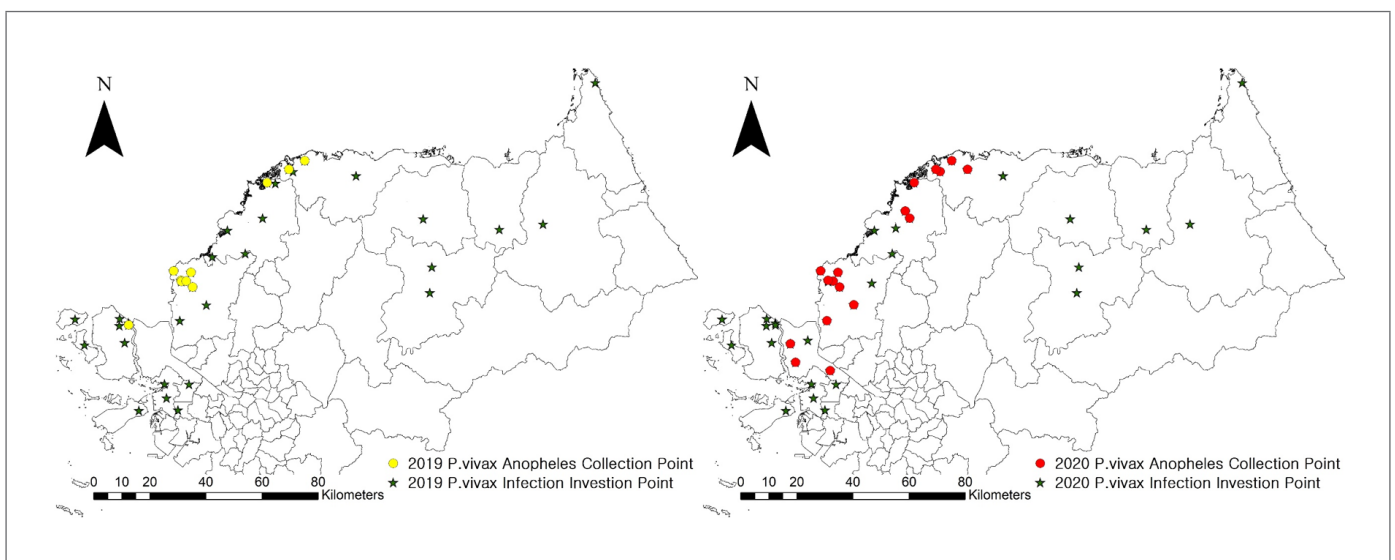 N
2019 P.vivax Anopheles Collection Point
2019 P.vivax Infection Investion Point
0 10 20 40 60 80
Kilometers
N
2020 P.vivax Anopheles Collection Point
2020 P.vivax Infection Investion Point
0 10 20 40 60 80
Kilometers